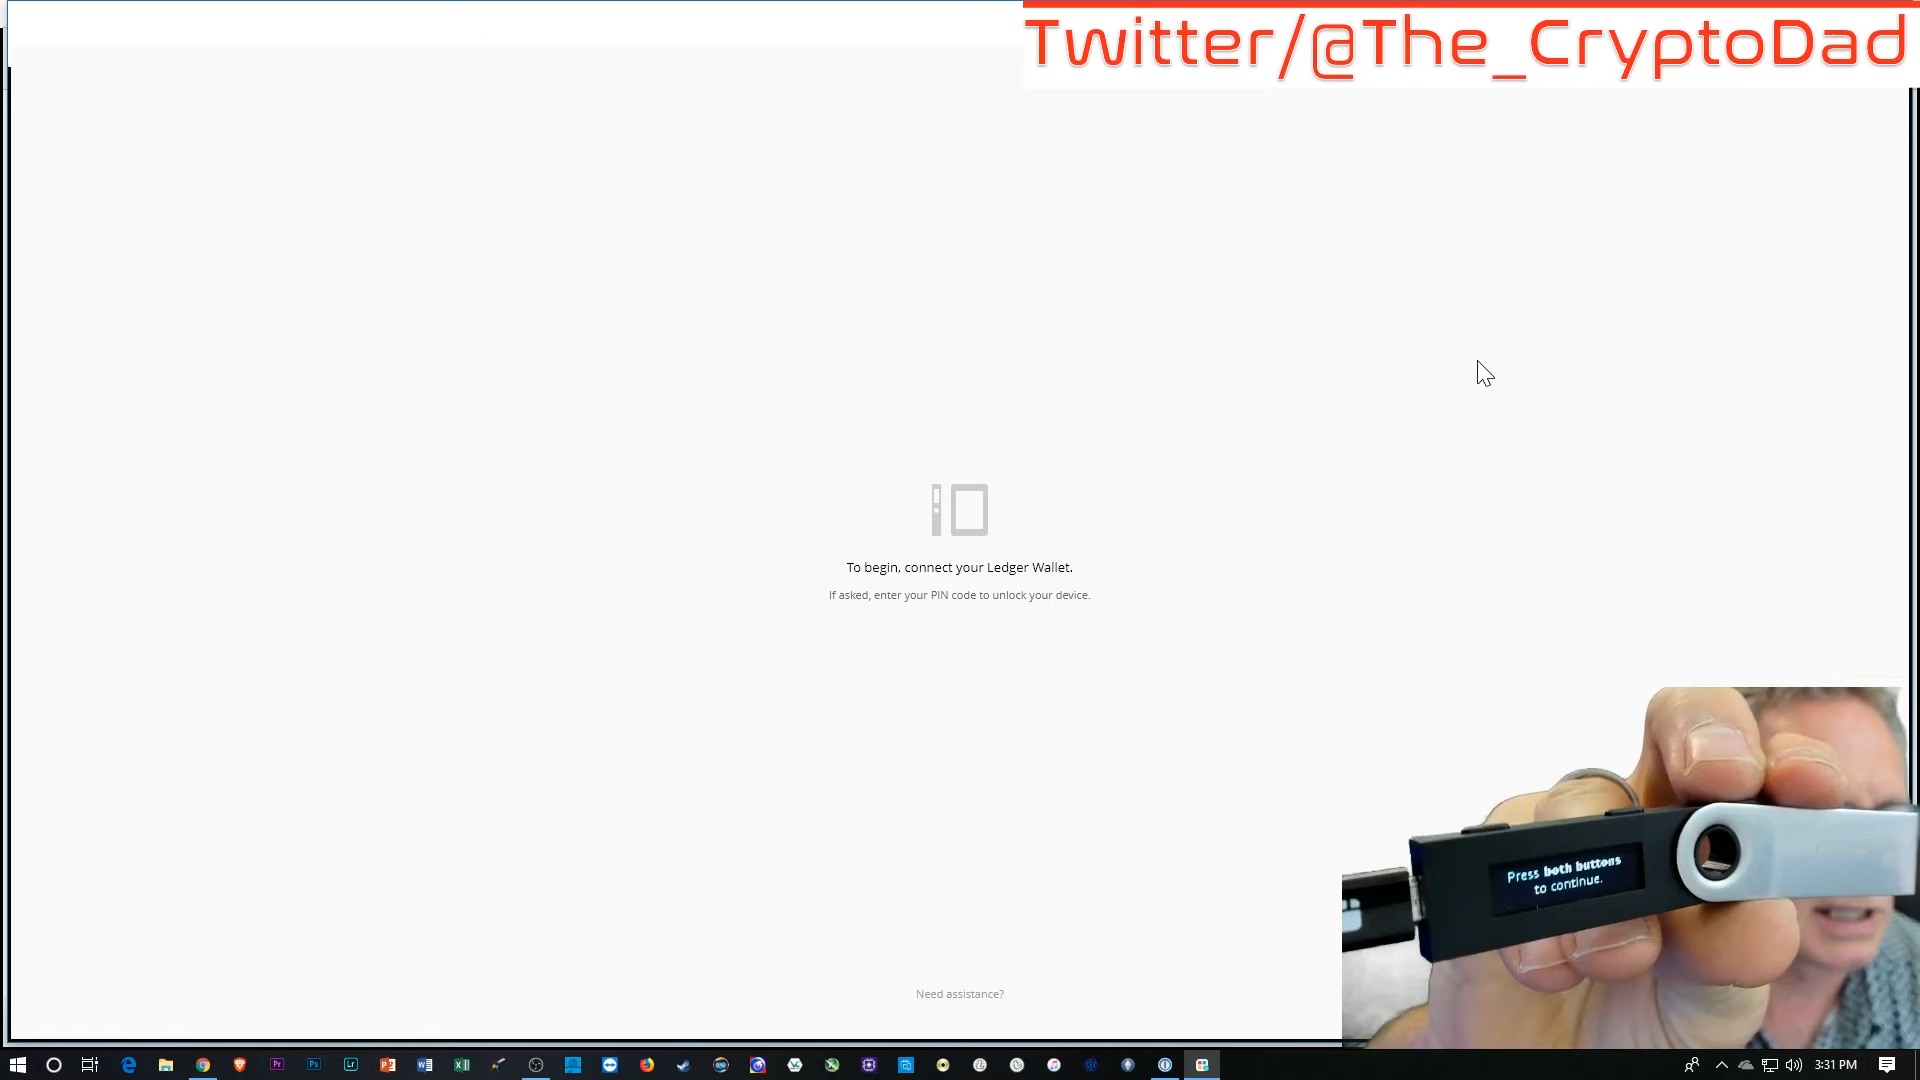 Twitter/@The_CryptoDad
To begin, connect your Ledger Wallet.
If asked, enter your PIN code to unlock your device.
Press both buttons
to continue.
Need assistance?
3:31 PM